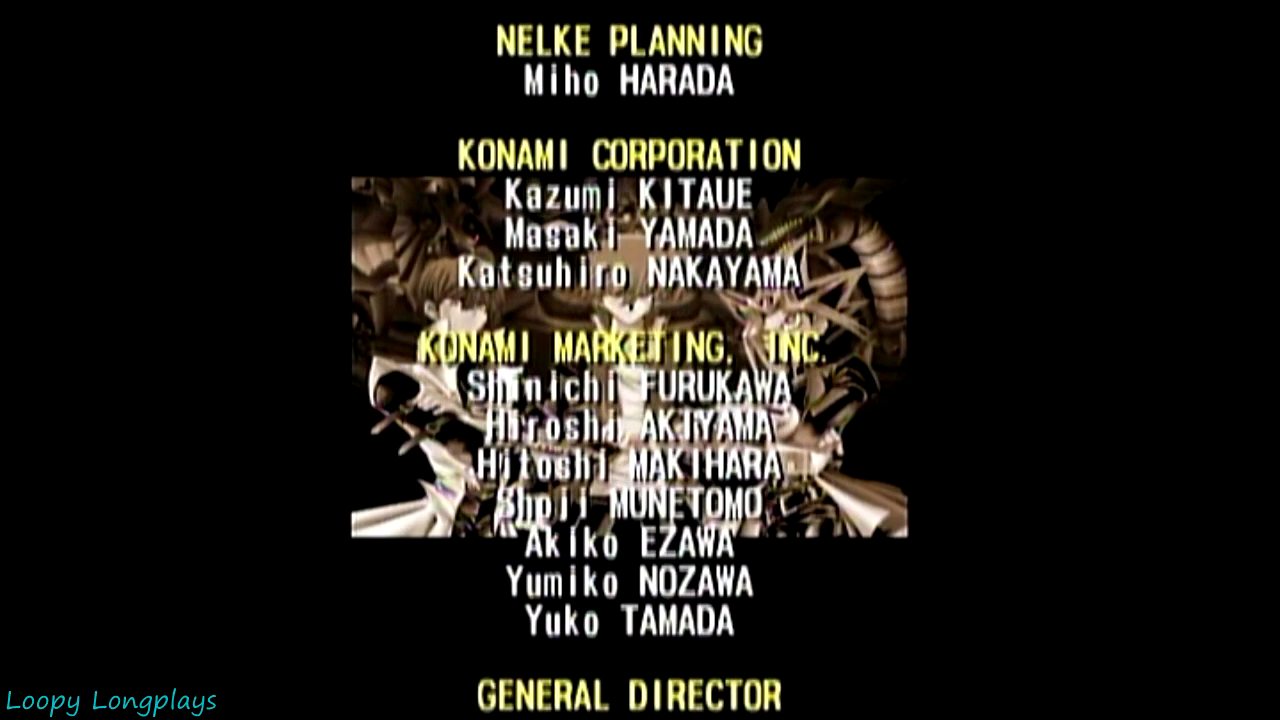 NELKE PLANNING
Miho HARADA
KONAMI CORPORATION
Kazumi KITAUE
Masaki YAMADA
Katsuhiro NAKAYAMA
KONAMI MARKETING, INC.
Shinichi FURUKAWA
Hiroshi AKIYAMA
Hitoshi MAKIHARA
Shoji MUNETOMO
Akiko EZAWA
Yumiko NOZAWA
Yuko TAMADA
GENERAL DIRECTOR
Loopy Longplays